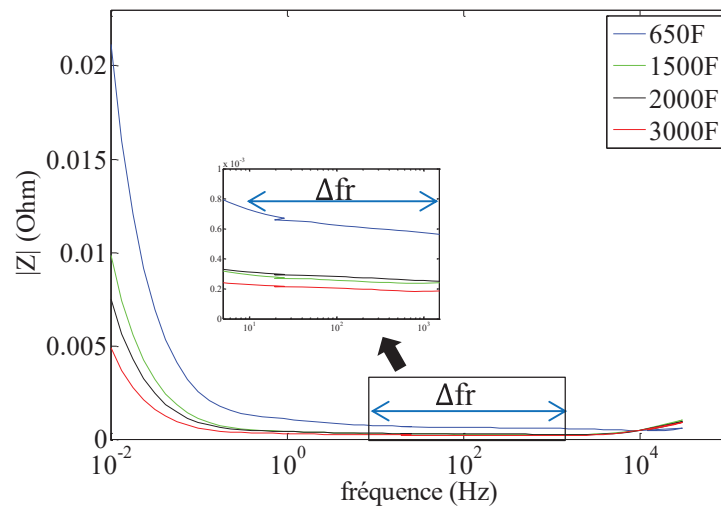 0.02
0.015
0.01
0.005
0
|Z| (Ohm)
650F
1500F
2000F
3000F
1 x 10⁻³
0.8
0.6
0.4
0.2
0
Δfr
10¹
10²
10³
Δfr
10⁻²
10⁰
10²
10⁴
fréquence (Hz)